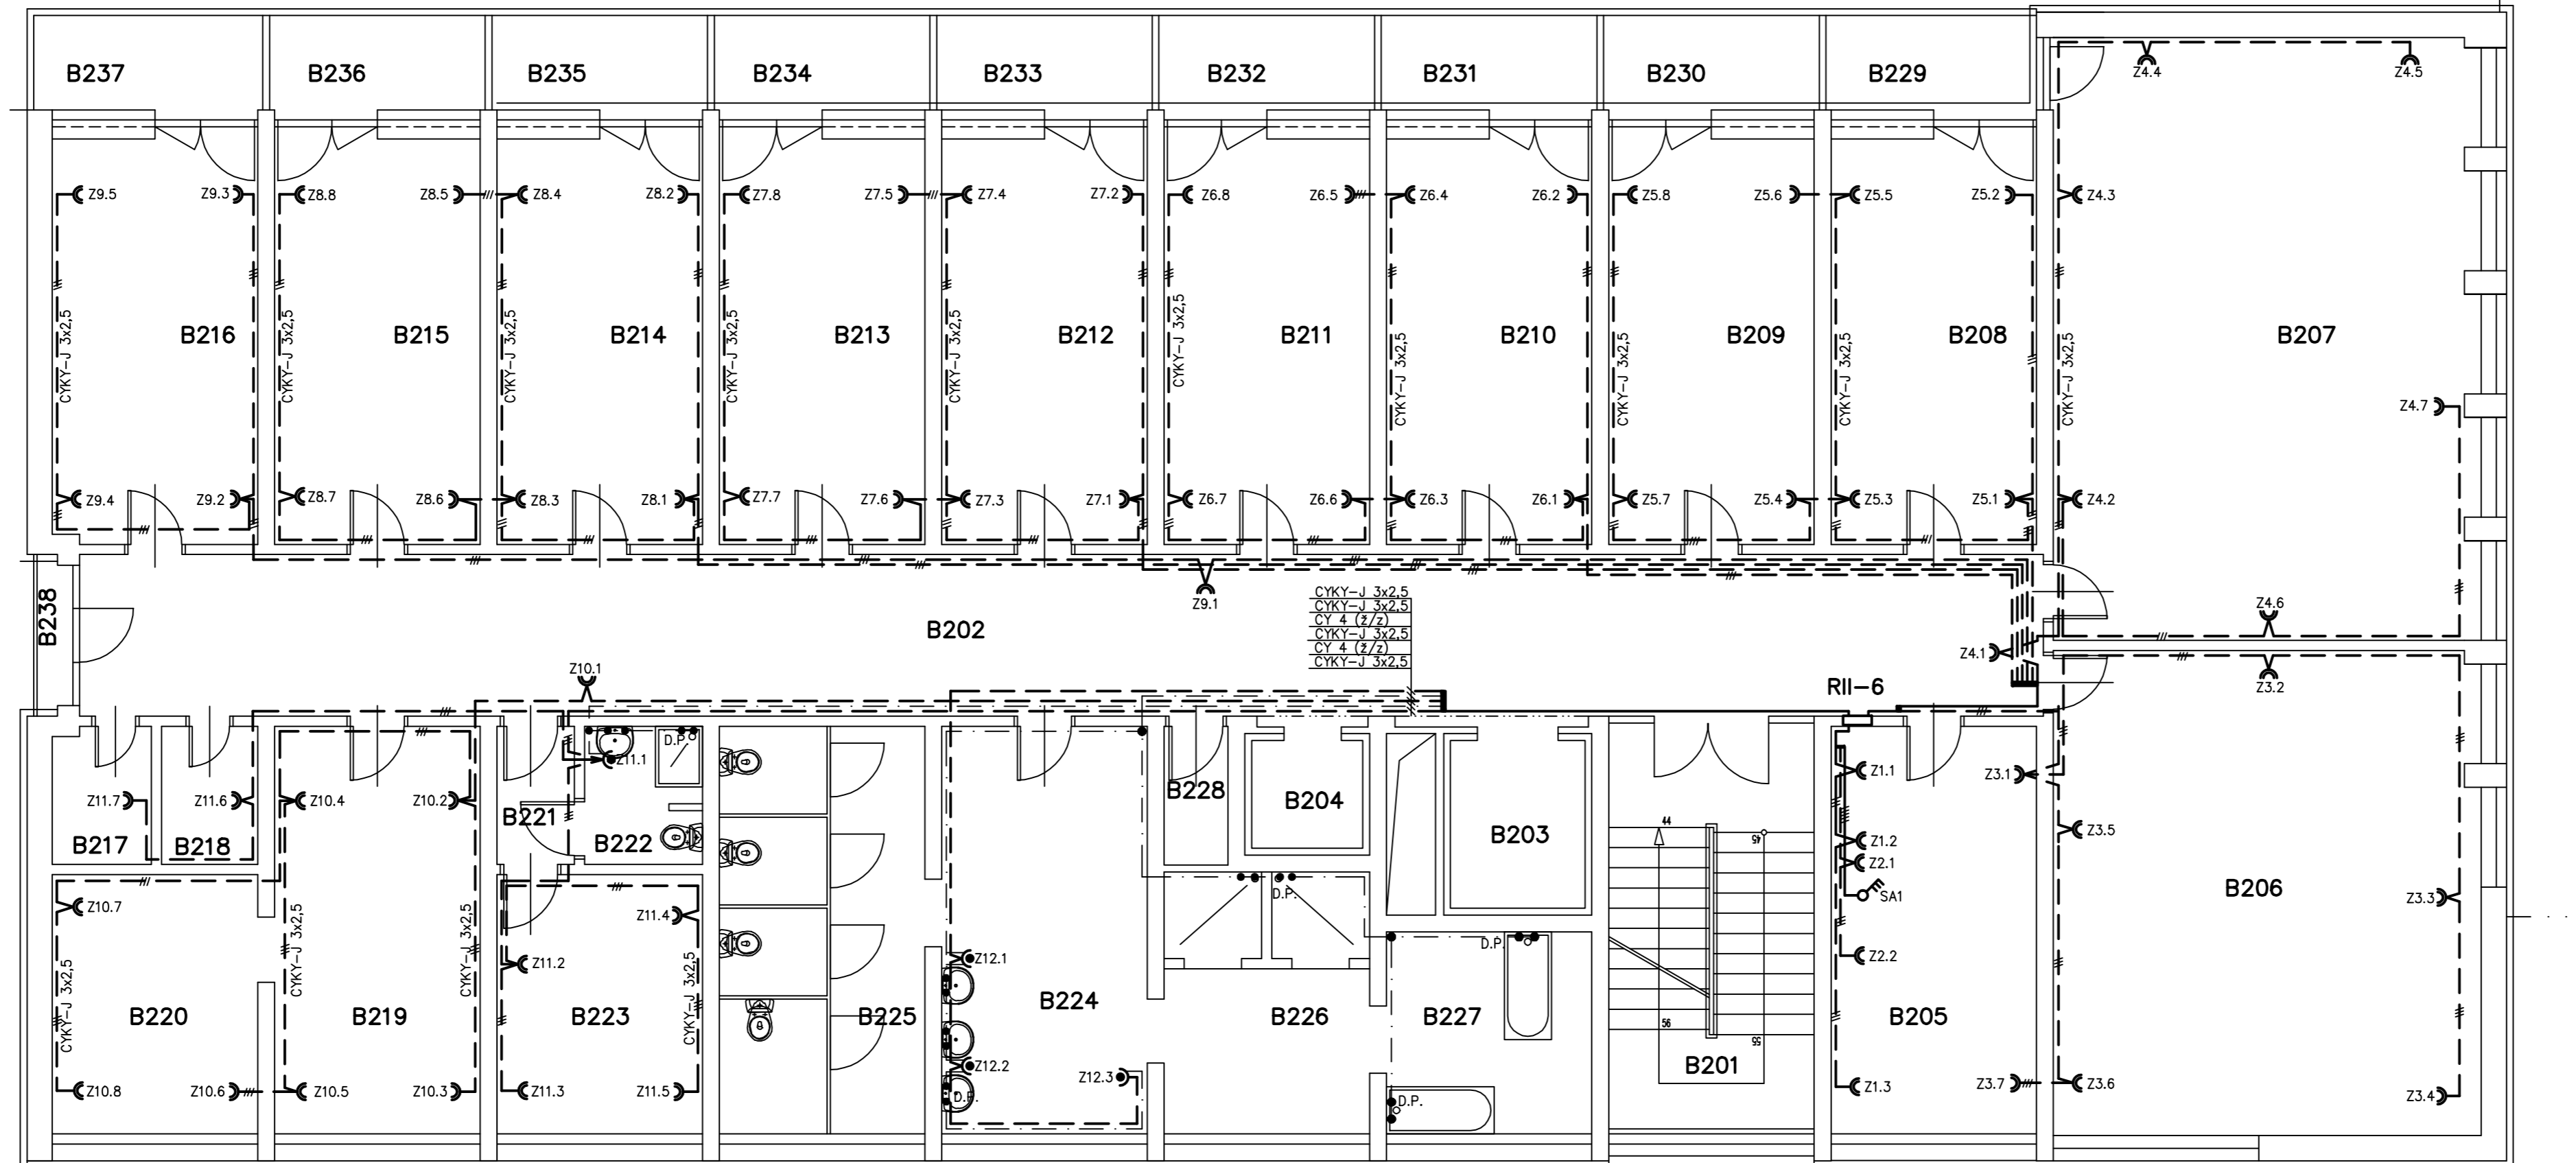 B237 B236 B235 B234 B233 B232 B231 B230 B229
Z4.4 Z4.5
Z9.5 Z9.3 Z8.8 Z8.5 Z8.4 Z8.2 Z7.8 Z7.5 Z7.4 Z7.2 Z6.8 Z6.5 Z6.4 Z6.2 Z5.8 Z5.6 Z5.5 Z5.2 Z4.3
CYKY-J 3x2,5
CYKY-J 3x2,5
CYKY-J 3x2,5
CYKY-J 3x2,5
CYKY-J 3x2,5
CYKY-J 3x2,5
CYKY-J 3x2,5
CYKY-J 3x2,5
CYKY-J 3x2,5
CYKY-J 3x2,5
B216 B215 B214 B213 B212 B211 B210 B209 B208 B207
Z4.7
Z9.4 Z9.2 Z8.7 Z8.6 Z8.3 Z8.1 Z7.7 Z7.6 Z7.3 Z7.1 Z6.7 Z6.6 Z6.3 Z6.1 Z5.7 Z5.4 Z5.3 Z5.1 Z4.2
Z9.1
Z4.6
B238
B202
CYKY-J 3x2,5
CYKY-J 3x2,5
CY 4 (ž/z)
CYKY-J 3x2,5
CY 4 (ž/z)
CYKY-J 3x2,5
Z4.1
Z10.1
RII-6
Z3.2
D.P.
Z11.1
Z1.1 Z3.1
Z11.7 Z11.6 Z10.4 Z10.2
B228 B204
B217 B218 B221 B222
B203
44 45
Z1.2
Z2.1
Z3.5
SA1
B206
Z3.3
D.P.
Z10.7
Z11.4
D.P.
Z11.2
Z12.1
Z2.2
CYKY-J 3x2,5
CYKY-J 3x2,5
CYKY-J 3x2,5
CYKY-J 3x2,5
B220 B219 B223 B225 B224 B226 B227 B205
56 55
B201
Z12.2 Z12.3
Z10.8 Z10.6 Z10.5 Z10.3 Z11.3 Z11.5
D.P.
D.P.
Z1.3 Z3.7 Z3.6 Z3.4